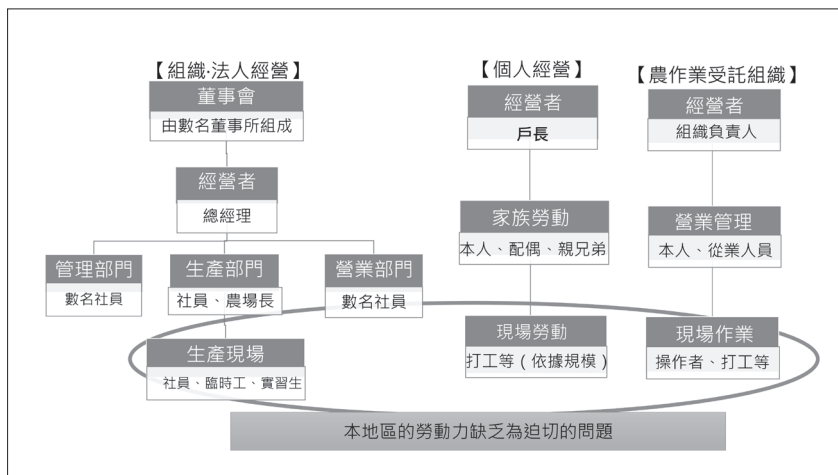 【組織·法人經營】
董事會
由數名董事所組成
經營者
總經理
管理部門
數名社員
生產部門
社員、農場長
營業部門
數名社員
生產現場
社員、臨時工、實習生
【個人經營】
經營者
戶長
家族勞動
本人、配偶、親兄弟
現場勞動
打工等(依據規模)
【農作業受託組織】
經營者
組織負責人
營業管理
本人、從業人員
現場作業
操作者、打工等
本地區的勞動力缺乏為迫切的問題